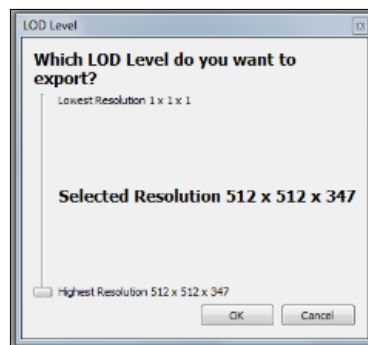 LOD Level
Which LOD Level do you want to
export?
Lowest Resolution 1 x 1 x 1
Selected Resolution 512 x 512 x 347
Highest Resolution 512 x 512 x 347
OK
Cancel